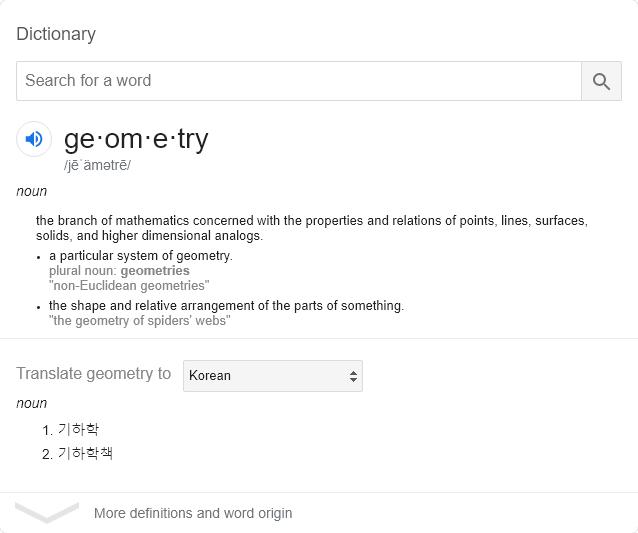 Dictionary
Search for a word
ge·om·e·try
/jēˈämətrē/
noun
the branch of mathematics concerned with the properties and relations of points, lines, surfaces,
solids, and higher dimensional analogs.
• a particular system of geometry.
plural noun: geometries
"non-Euclidean geometries"
• the shape and relative arrangement of the parts of something.
"the geometry of spiders' webs"
Translate geometry to Korean
noun
1. 기하학
2. 기하학책
More definitions and word origin